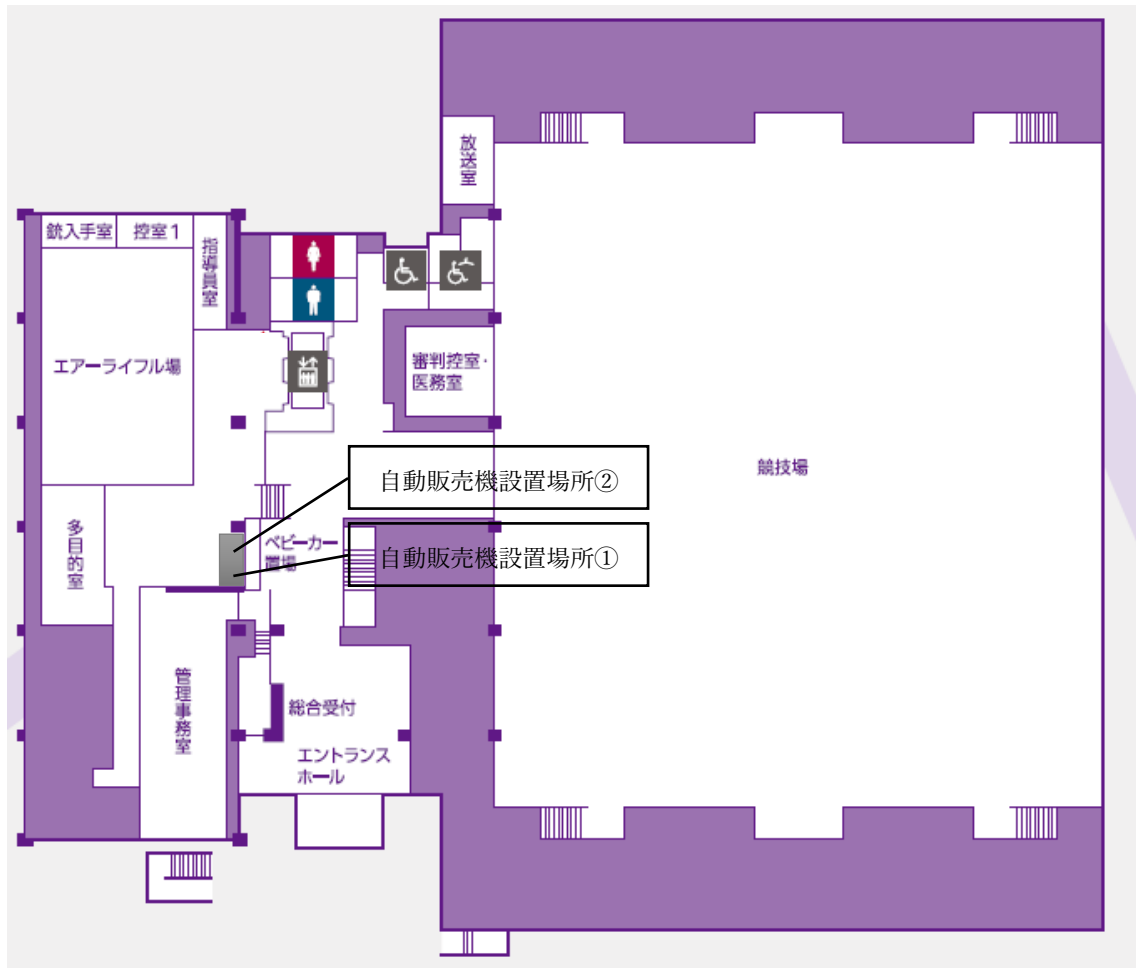 放送室
銃入手室
控室1
指導員室
エアーライフル場
審判控室・
医務室
競技場
自動販売機設置場所②
自動販売機設置場所①
多目的室
ベビーカー
置場
管理事務室
総合受付
エントランス
ホール